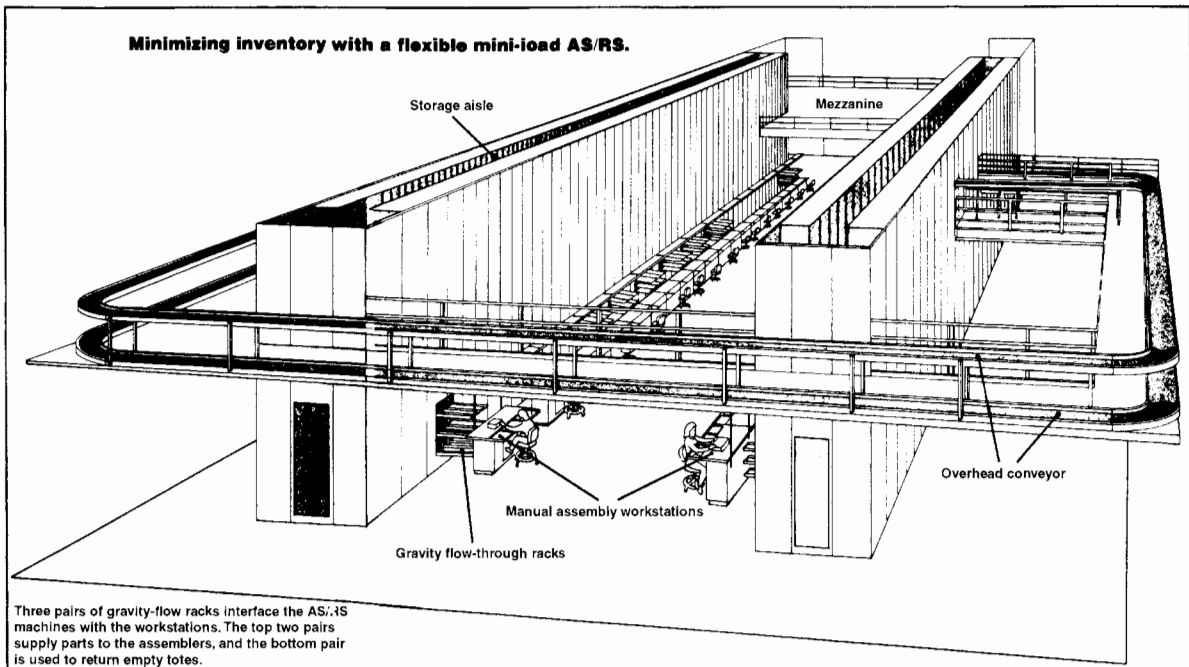 Minimizing inventory with a flexible mini-load AS/RS.
Storage aisle
Mezzanine
Overhead conveyor
Manual assembly workstations
Gravity flow-through racks
Three pairs of gravity-flow racks interface the AS/RS
machines with the workstations. The top two pairs
supply parts to the assemblers, and the bottom pair
is used to return empty totes.